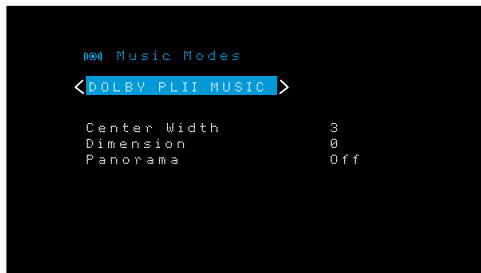 Music Modes
DOLBY PLII MUSIC
Center Width 3
Dimension 0
Panorama Off